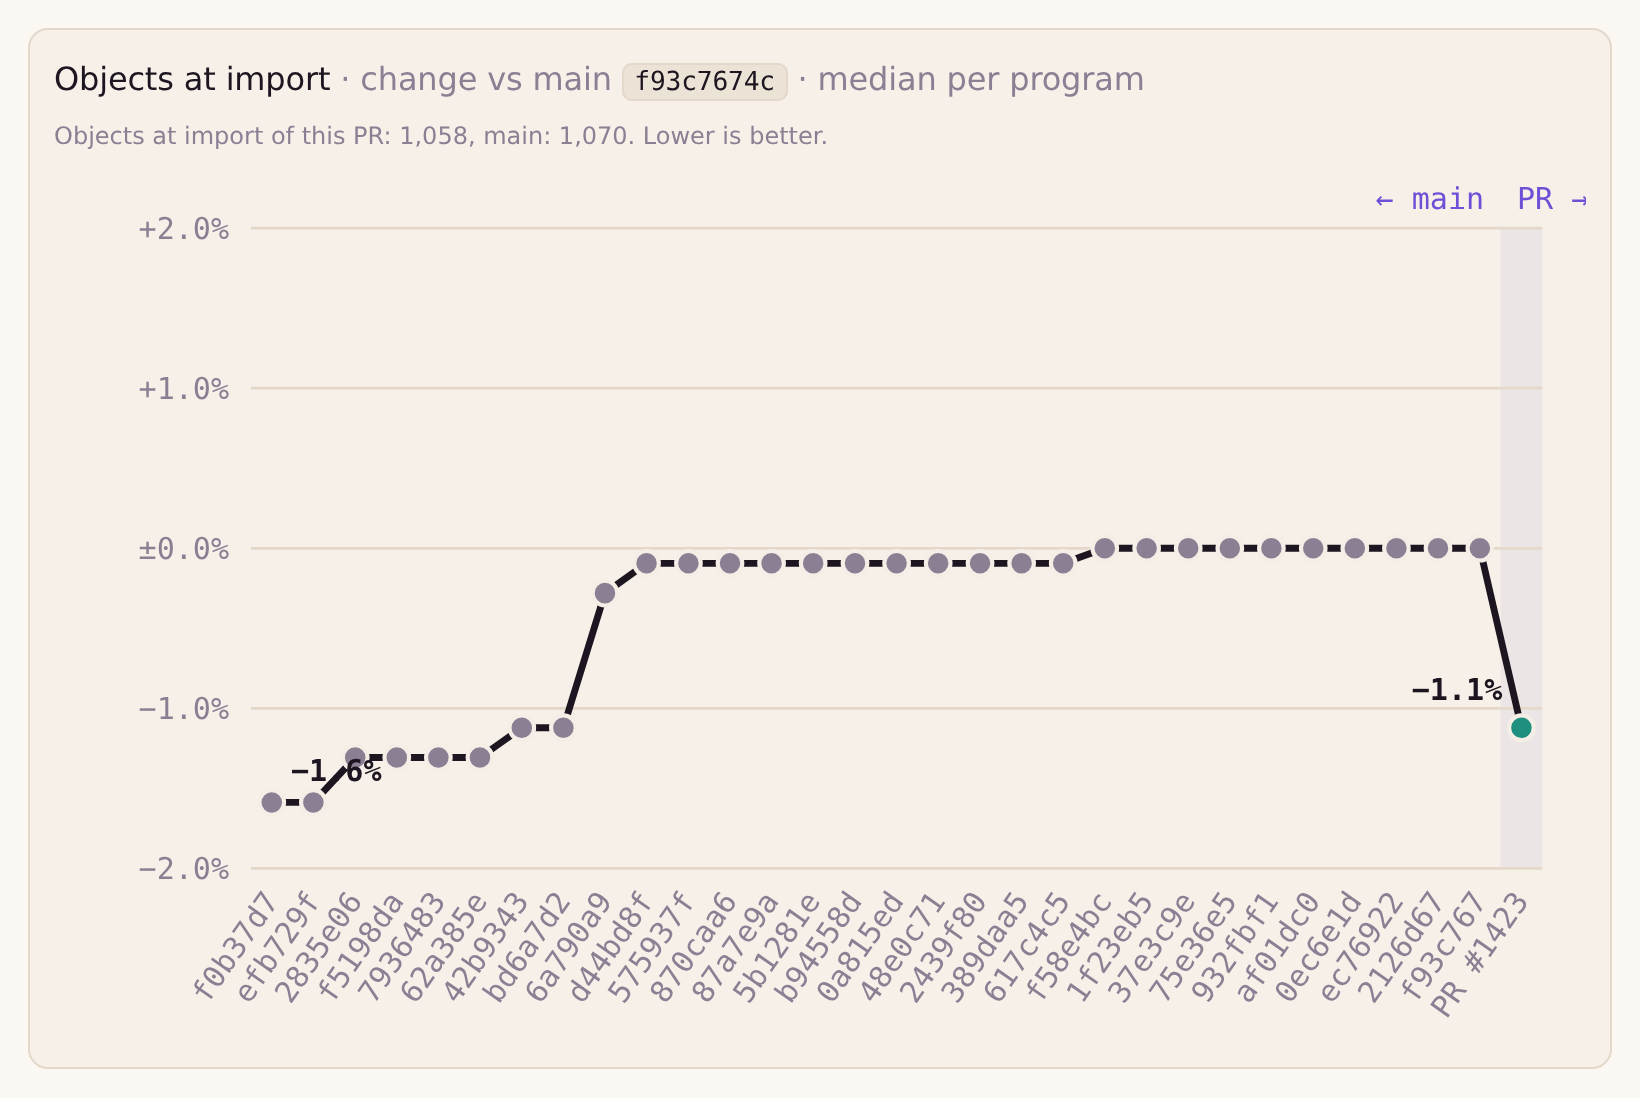 Objects at import · change vs main f93c7674c · median per program
Objects at import of this PR: 1,058, main: 1,070. Lower is better.
← main PR →
+2.0%
+1.0%
±0.0%
−1.0%
−2.0%
−1.6%
−1.1%
f0b37d7
efb729f
2835e06
f5198da
7936483
62a385e
42b9343
bd6a7d2
6a790a9
d44bd8f
575937f
870caa6
87a7e9a
5b1281e
b94558d
0a815ed
48e0c71
2439f80
389daa5
617c4c5
f58e4bc
1f23eb5
37e3c9e
75e36e5
932fbf1
af01dc0
0ec6e1d
ec76922
2126d67
f93c767
PR #1423